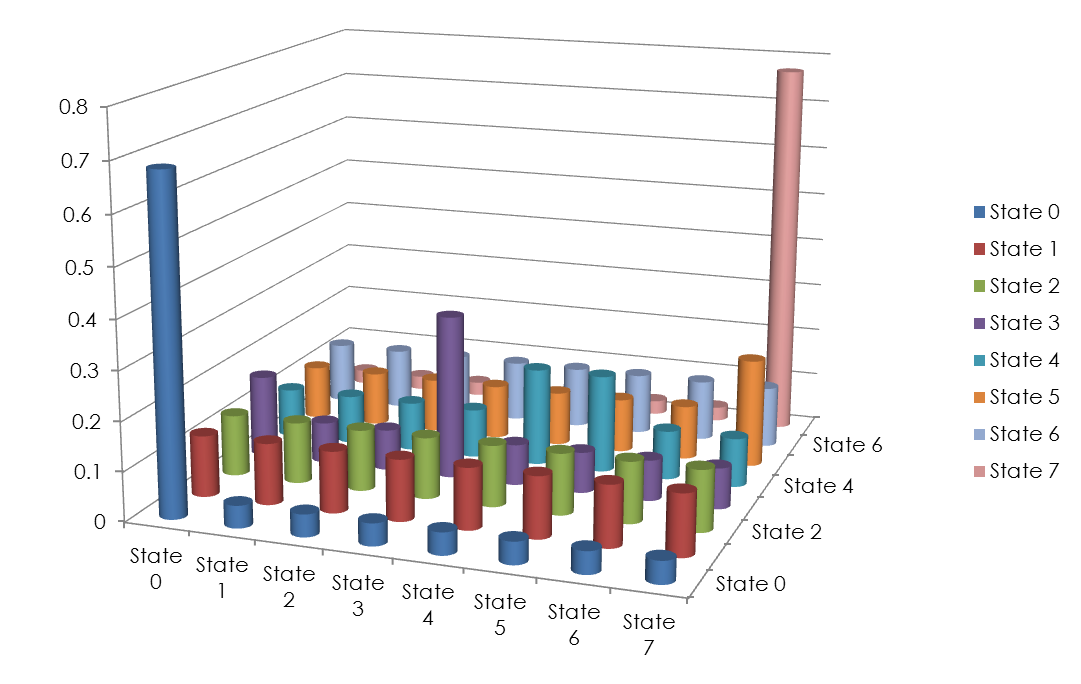 0.8
0.7
0.6
0.5
0.4
0.3
0.2
0.1
0
State
0
State
1
State
2
State
3
State
4
State
5
State
6
State
7
State 0
State 2
State 4
State 6
State 0
State 1
State 2
State 3
State 4
State 5
State 6
State 7